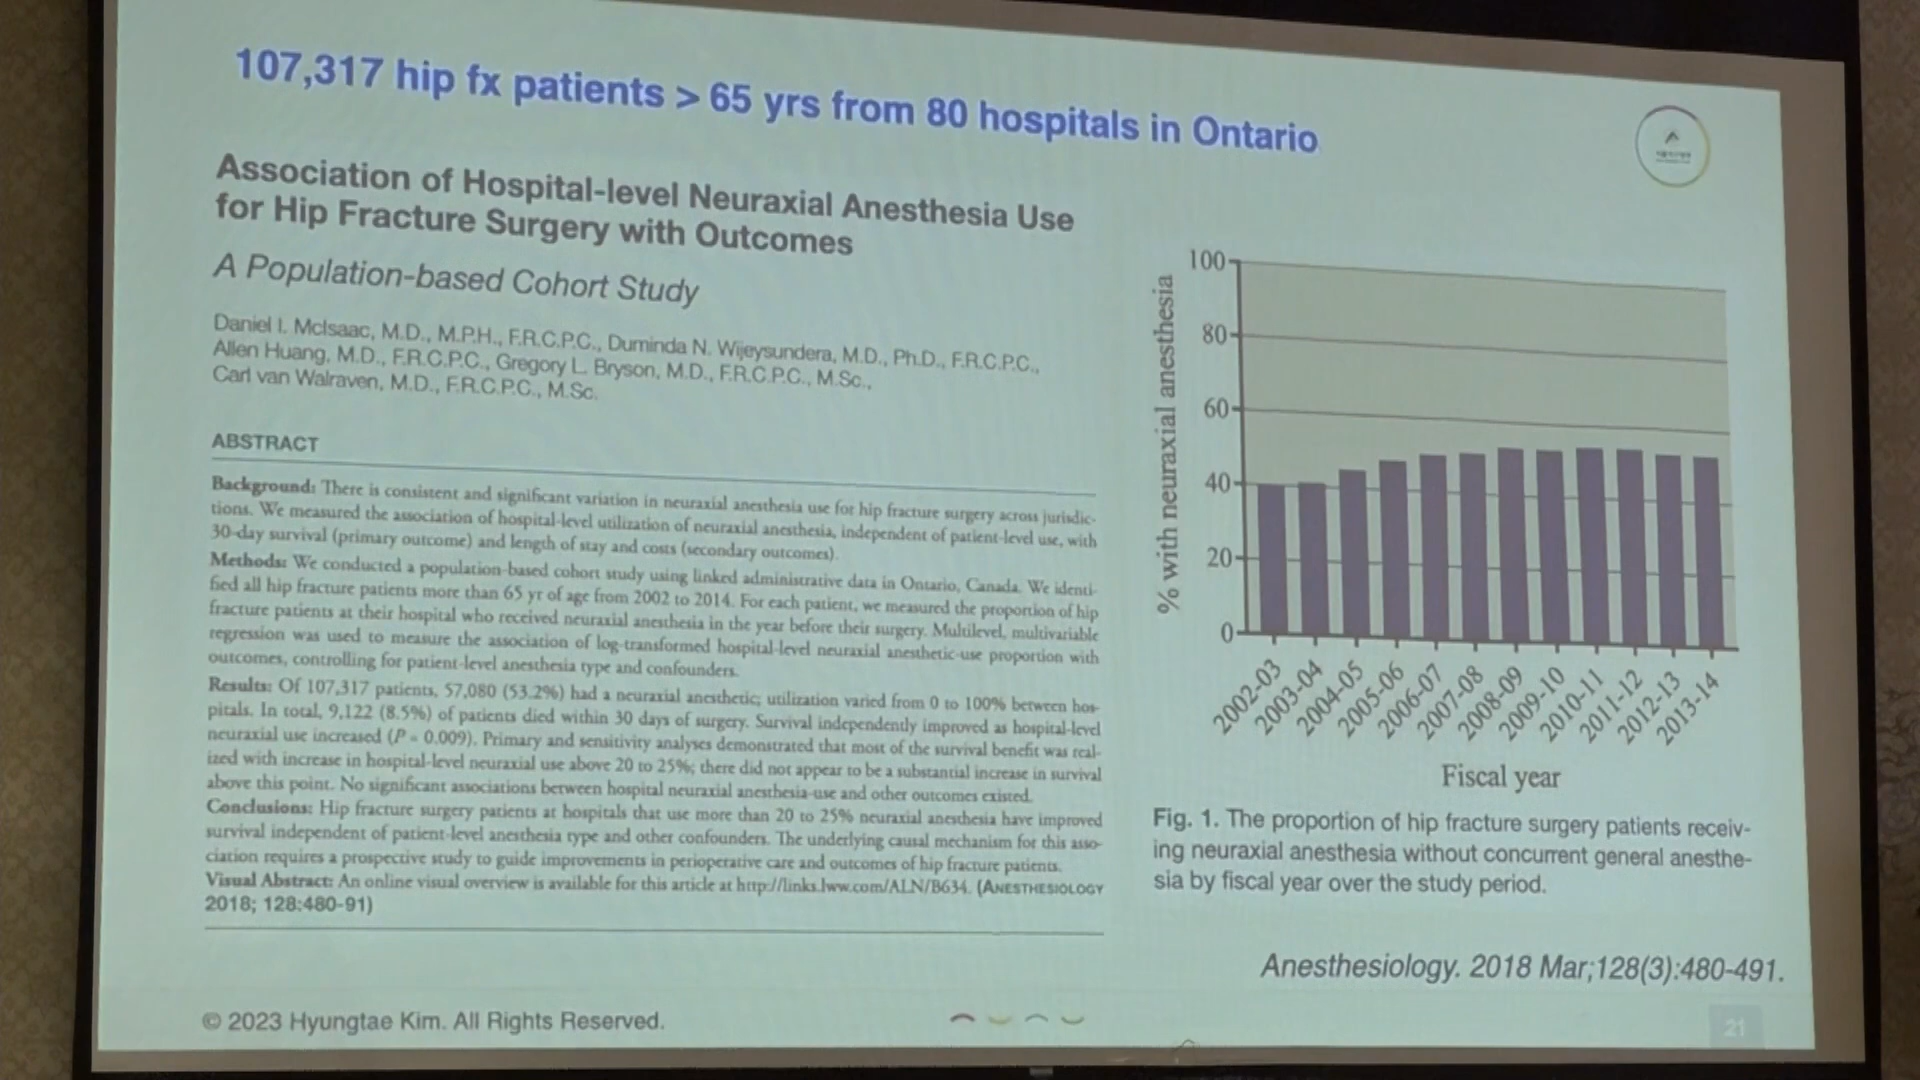 107,317 hip fx patients > 65 yrs from 80 hospitals in Ontario
Association of Hospital-level Neuraxial Anesthesia Use
for Hip Fracture Surgery with Outcomes
A Population-based Cohort Study
Daniel I. McIsaac, M.D., M.P.H., F.R.C.P.C., Duminda N. Wijeysundera, M.D., Ph.D., F.R.C.P.C.,
Allen Huang, M.D., F.R.C.P.C., Gregory L. Bryson, M.D., F.R.C.P.C., M.Sc.,
Carl van Walraven, M.D., F.R.C.P.C., M.Sc.
ABSTRACT
Background: There is consistent and significant variation in neuraxial anesthesia use for hip fracture surgery across jurisdic-
tions. We measured the association of hospital-level utilization of neuraxial anesthesia, independent of patient-level use, with
30-day survival (primary outcome) and length of stay and costs (secondary outcomes).
Methods: We conducted a population-based cohort study using linked administrative data in Ontario, Canada. We identi-
fied all hip fracture patients more than 65 yr of age from 2002 to 2014. For each patient, we measured the proportion of hip
fracture patients at their hospital who received neuraxial anesthesia in the year before their surgery. Multilevel, multivariable
regression was used to measure the association of log-transformed hospital-level neuraxial anesthetic-use proportion with
outcomes, controlling for patient-level anesthesia type and confounders.
Results: Of 107,317 patients, 57,080 (53.2%) had a neuraxial anesthetic; utilization varied from 0 to 100% between hos-
pitals. In total, 9,122 (8.5%) of patients died within 30 days of surgery. Survival independently improved as hospital-level
neuraxial use increased (P = 0.009). Primary and sensitivity analyses demonstrated that most of the survival benefit was real-
ized with increase in hospital-level neuraxial use above 20 to 25%; there did not appear to be a substantial increase in survival
above this point. No significant associations between hospital neuraxial anesthesia-use and other outcomes existed.
Conclusions: Hip fracture surgery patients at hospitals that use more than 20 to 25% neuraxial anesthesia have improved
survival independent of patient-level anesthesia type and other confounders. The underlying causal mechanism for this asso-
ciation requires a prospective study to guide improvements in perioperative care and outcomes of hip fracture patients.
Visual Abstract: An online visual overview is available for this article at http://links.lww.com/ALN/B634. (ANESTHESIOLOGY
2018; 128:480-91)
% with neuraxial anesthesia
100
80
60
40
20
0
2002-03
2003-04
2004-05
2005-06
2006-07
2007-08
2008-09
2009-10
2010-11
2011-12
2012-13
2013-14
Fiscal year
Fig. 1. The proportion of hip fracture surgery patients receiv-
ing neuraxial anesthesia without concurrent general anesthe-
sia by fiscal year over the study period.
Anesthesiology. 2018 Mar;128(3):480-491.
© 2023 Hyungtae Kim. All Rights Reserved.
21